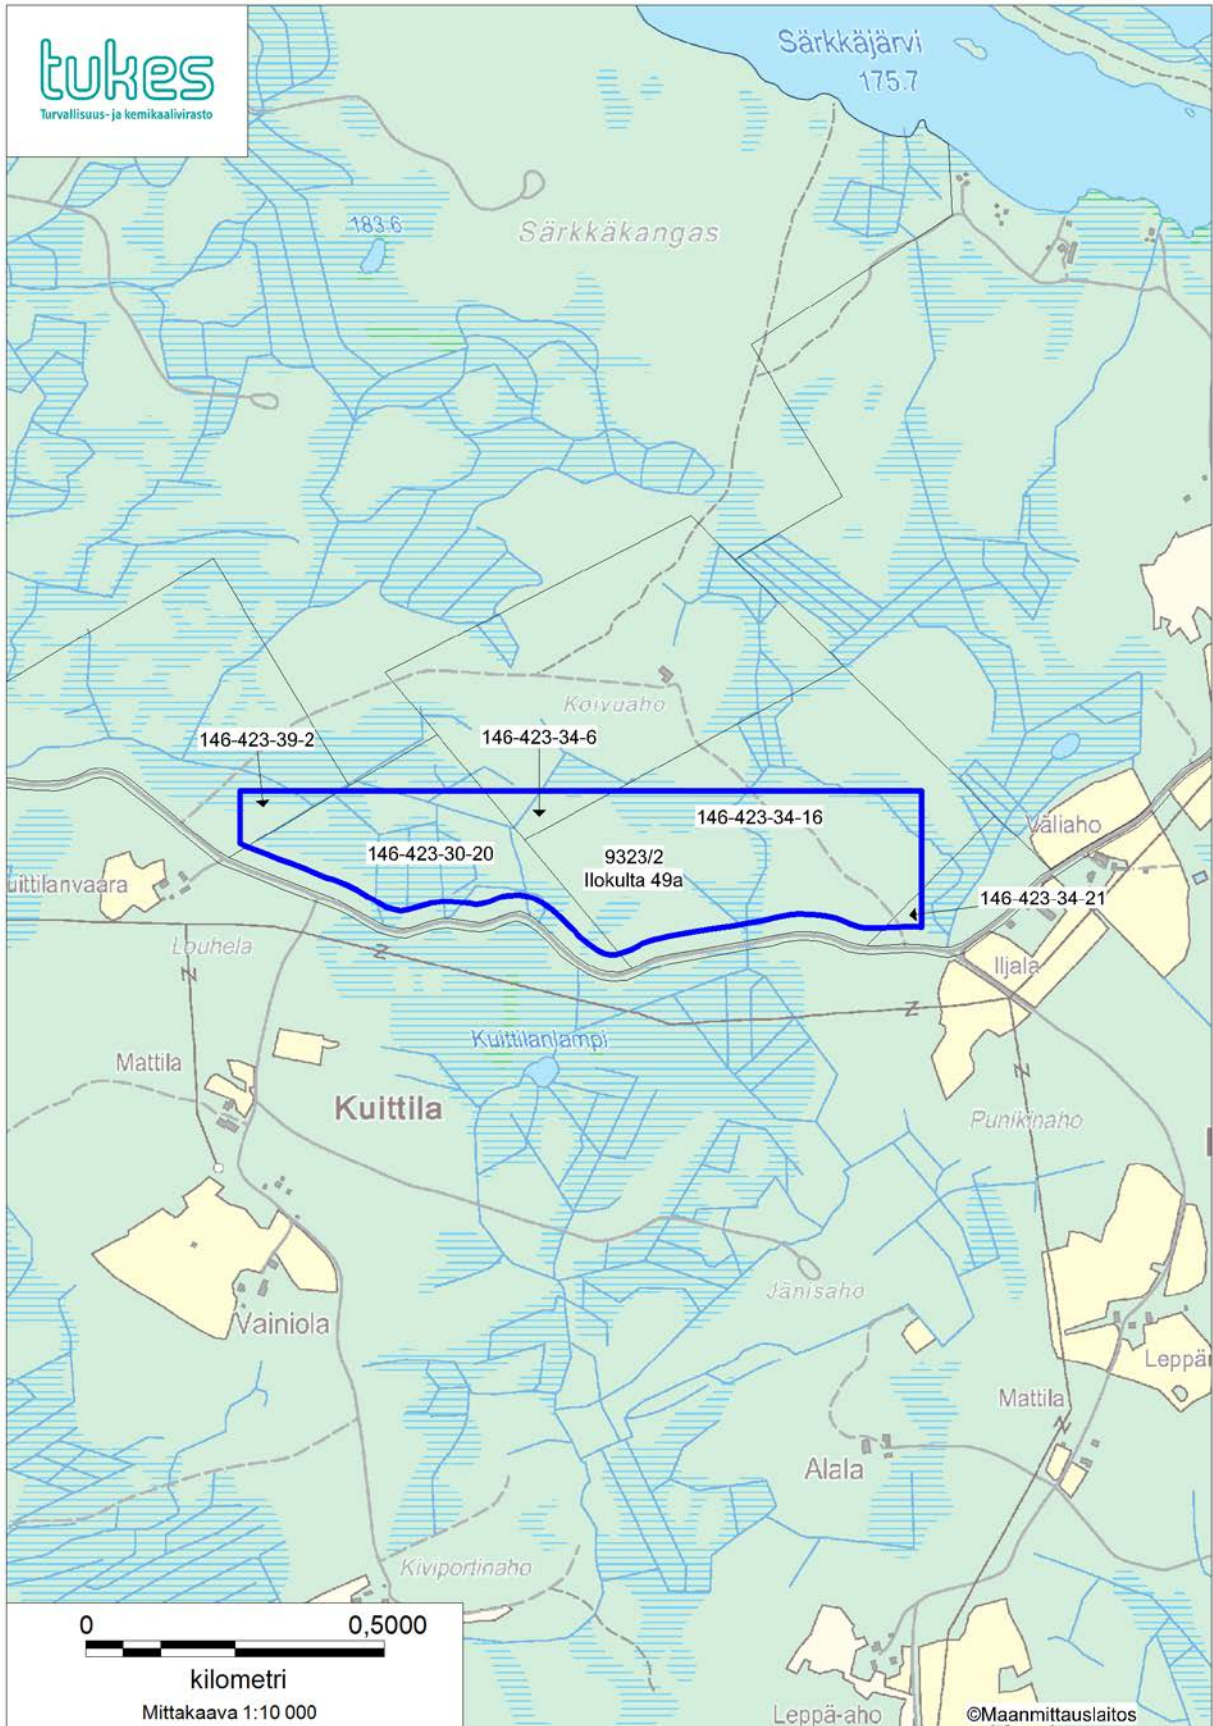 tukes
Turvallisuus- ja kemikaalivirasto
Särkkäjärvi
175.7
183.6
Särkkäkangas
Koivuaho
146-423-39-2
146-423-34-6
146-423-34-16
Väliaho
146-423-30-20
9323/2
Ilokulta 49a
uittilanvaara
146-423-34-21
Louhela
Z
Z
Iljala
Z
Kuittilanlampi
Mattila
Z
Kuittila
Punikinaho
Jänisaho
Vainiola
Leppä
Mattila
Z
Alala
Kiviportinaho
0 0,5000
kilometri
Mittakaava 1:10 000
Leppä-aho
©Maanmittauslaitos